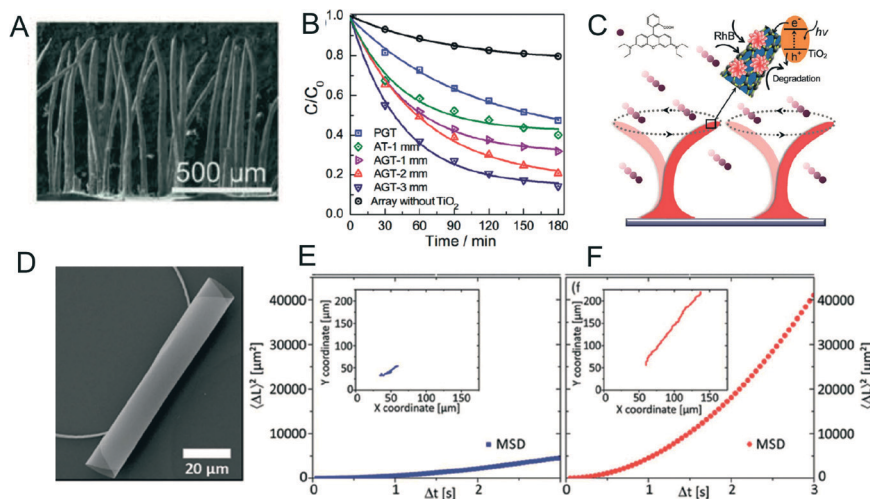 A
500 µm
B
C/C₀
1.0
0.8
0.6
0.4
0.2
0.0
PGT
AT-1 mm
AGT-1 mm
AGT-2 mm
AGT-3 mm
Array without TiO₂
0 30 60 90 120 150 180
Time / min
C
COOH
RhB
e⁻
hν
TiO₂
h⁺
Degradation
D
20 µm
E
⟨ΔL⟩² [µm²]
40000
30000
20000
10000
0
Y coordinate [µm]
200
150
100
50
0
0 50 100 150
X coordinate [µm]
MSD
0 1 2
Δt [s]
F
(f
Y coordinate [µm]
200
150
100
50
0
0 50 100 150
X coordinate [µm]
MSD
0 1 2 3
Δt [s]
40000
30000
20000
10000
0
⟨ΔL⟩² [µm²]